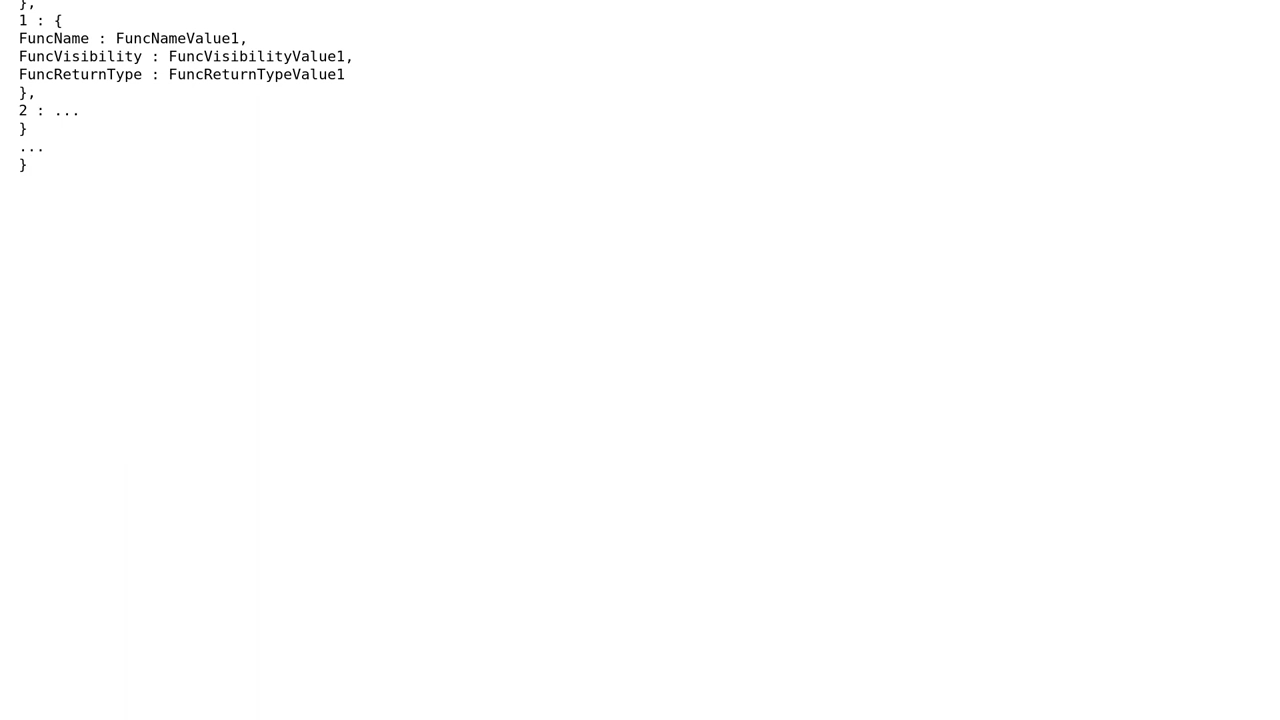 },
1 : {
FuncName : FuncNameValue1,
FuncVisibility : FuncVisibilityValue1,
FuncReturnType : FuncReturnTypeValue1
},
2 : ...
}
...
}